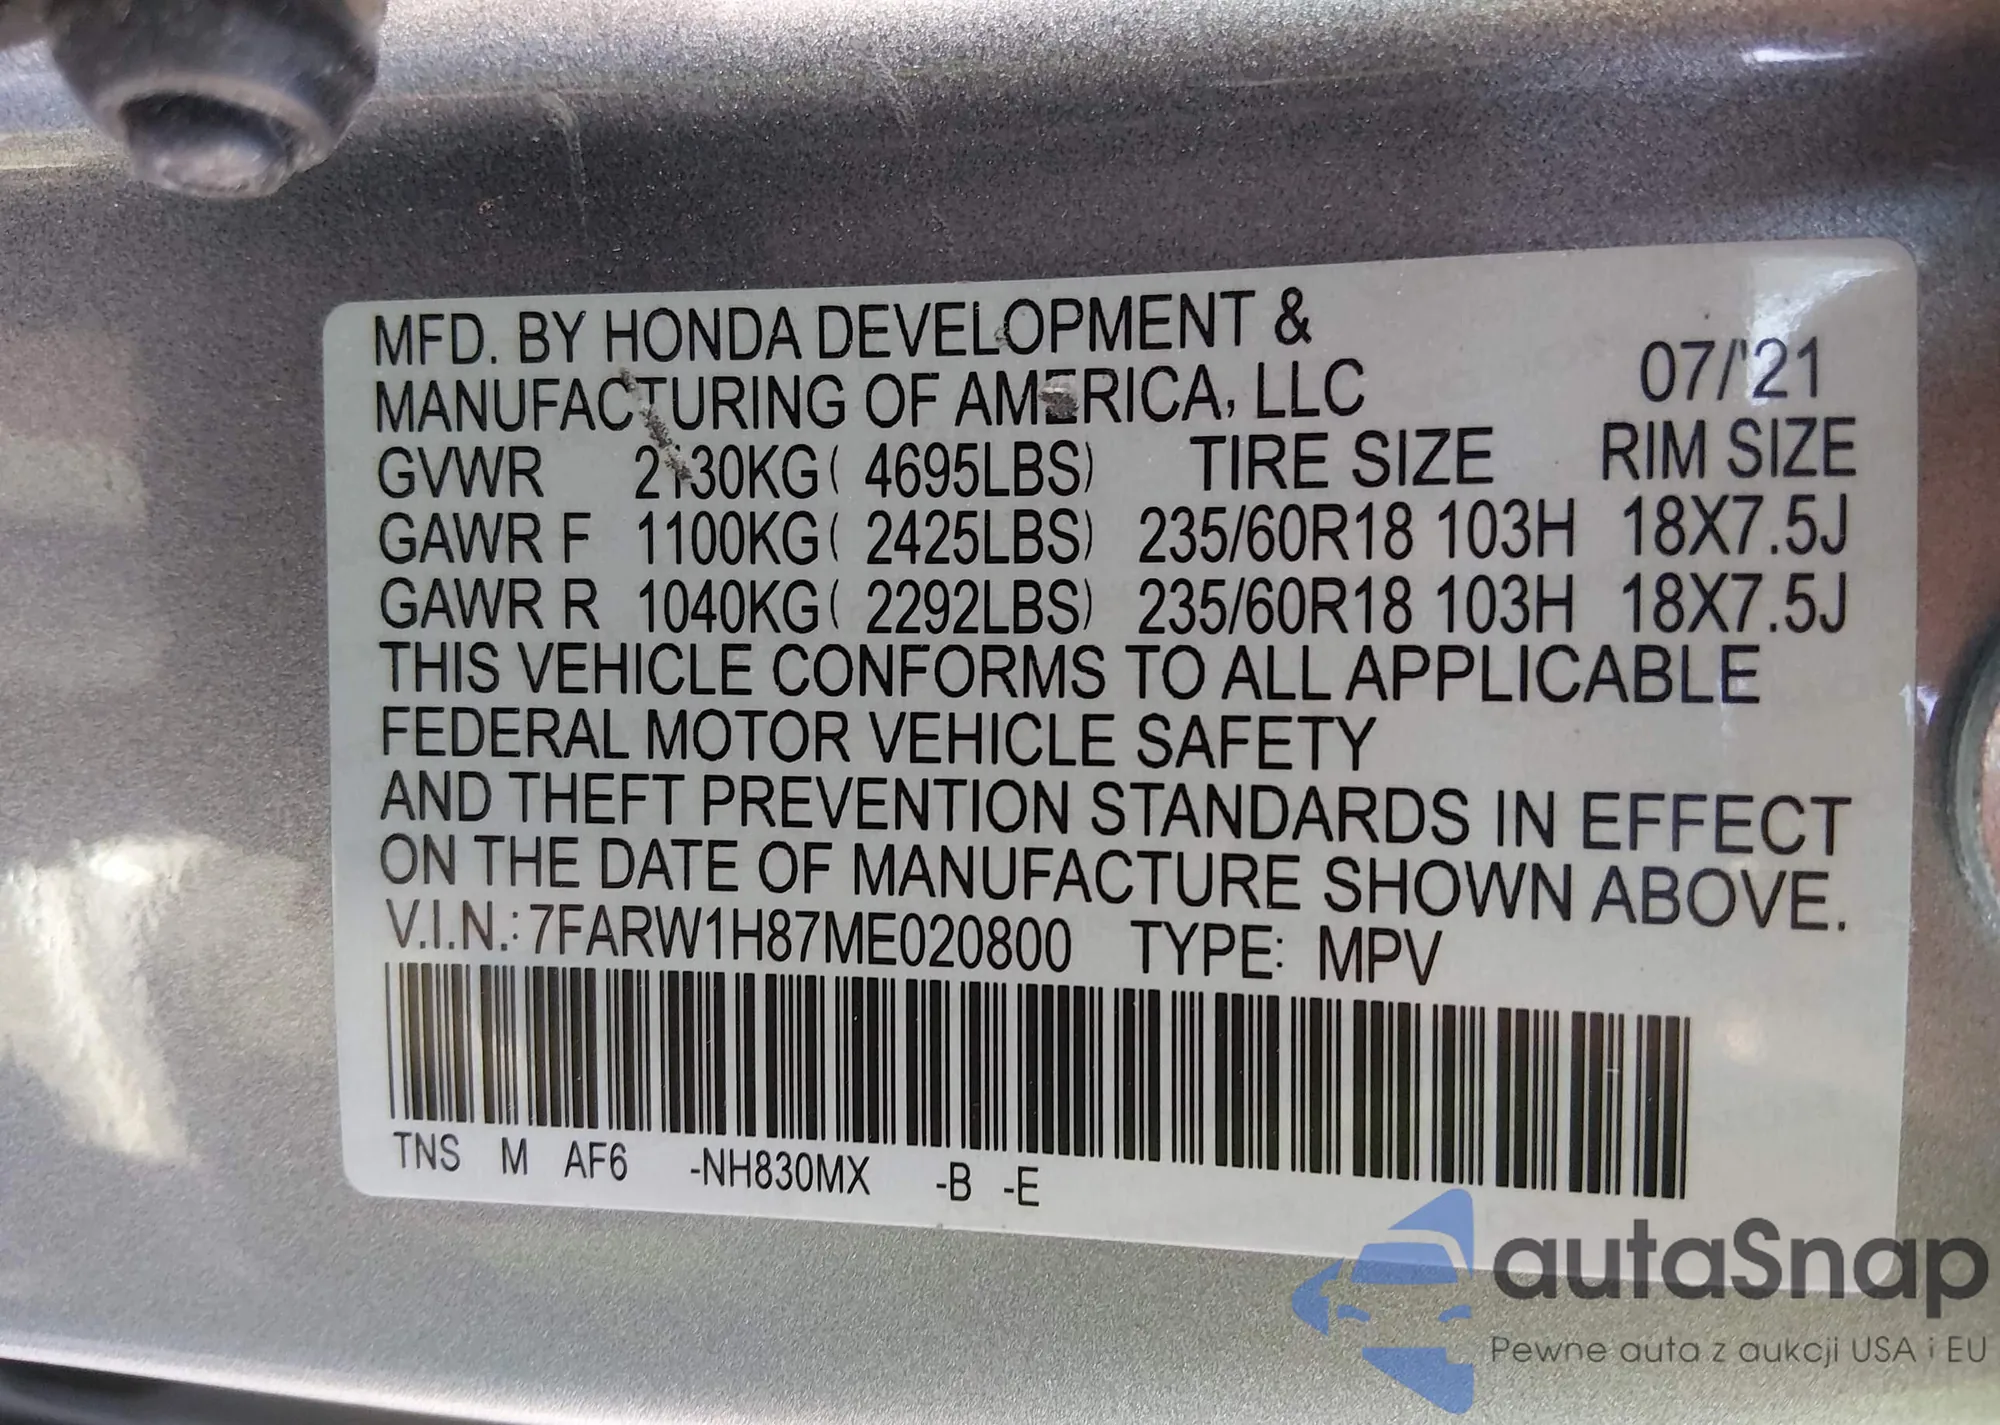 MFD. BY HONDA DEVELOPMENT &
MANUFACTURING OF AMERICA, LLC 07/'21
GVWR 2130KG( 4695LBS) TIRE SIZE RIM SIZE
GAWR F 1100KG( 2425LBS) 235/60R18 103H 18X7.5J
GAWR R 1040KG( 2292LBS) 235/60R18 103H 18X7.5J
THIS VEHICLE CONFORMS TO ALL APPLICABLE
FEDERAL MOTOR VEHICLE SAFETY
AND THEFT PREVENTION STANDARDS IN EFFECT
ON THE DATE OF MANUFACTURE SHOWN ABOVE.
V.I.N.: 7FARW1H87ME020800 TYPE: MPV
TNS M AF6 -NH830MX -B -E
autaSnap
Pewne auta z aukcji USA i EU